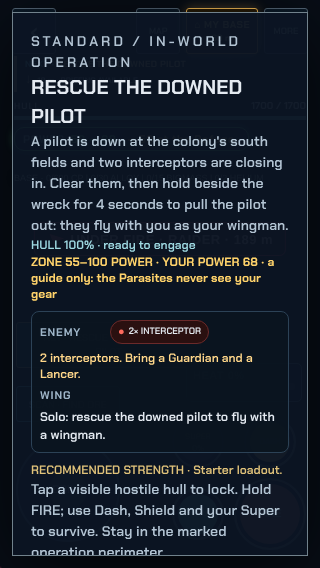 STANDARD / IN-WORLD
OPERATION
RESCUE THE DOWNED
PILOT
A pilot is down at the colony's south
fields and two interceptors are closing
in. Clear them, then hold beside the
wreck for 4 seconds to pull the pilot
out: they fly with you as your wingman.
HULL 100% · ready to engage
ZONE 55–100 POWER · YOUR POWER 68 · a
guide only: the Parasites never see your
gear
ENEMY
2× INTERCEPTOR
2 interceptors. Bring a Guardian and a
Lancer.
WING
Solo: rescue the downed pilot to fly with
a wingman.
RECOMMENDED STRENGTH · Starter loadout.
Tap a visible hostile hull to lock. Hold
FIRE; use Dash, Shield and your Super
to survive. Stay in the marked
operation perimeter.